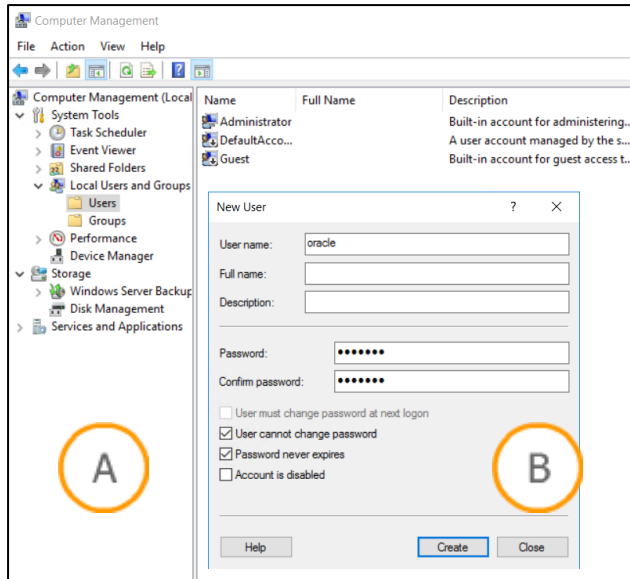 Computer Management
File Action View Help
Computer Management (Local
System Tools
Task Scheduler
Event Viewer
Shared Folders
Local Users and Groups
Users
Groups
Performance
Device Manager
Storage
Windows Server Backup
Disk Management
Services and Applications
Name Full Name Description
Administrator Built-in account for administering...
DefaultAcco... A user account managed by the s...
Guest Built-in account for guest access t...
New User ?
User name: oracle
Full name:
Description:
Password: •••••••
Confirm password: •••••••
User must change password at next logon
User cannot change password
Password never expires
Account is disabled
Help Create Close
A
B